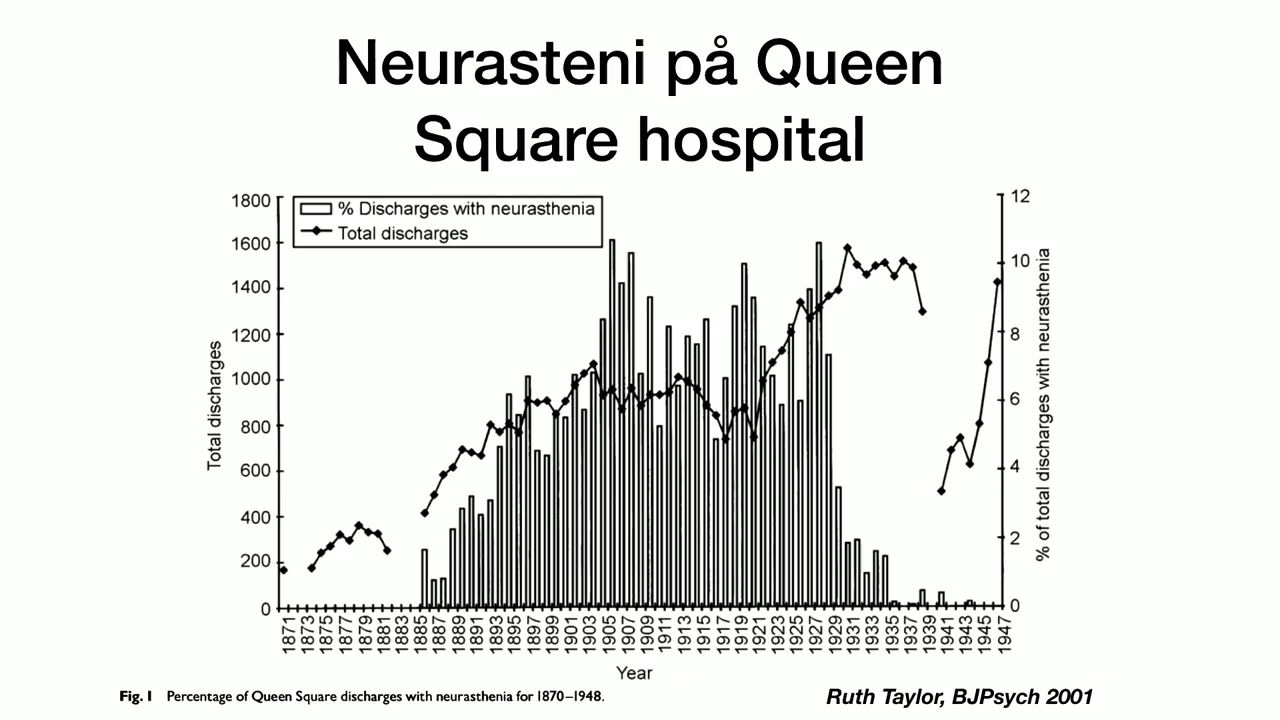 Neurasteni på Queen
Square hospital
% Discharges with neurasthenia
Total discharges
1800
1600
1400
1200
1000
800
600
400
200
0
Total discharges
12
10
8
6
4
2
0
% of total discharges with neurasthenia
1871 1873 1875 1877 1879 1881 1883 1885 1887 1889 1891 1893 1895 1897 1899 1901 1903 1905 1907 1909 1911 1913 1915 1917 1919 1921 1923 1925 1927 1929 1931 1933 1935 1937 1939 1941 1943 1945 1947
Year
Fig. 1 Percentage of Queen Square discharges with neurasthenia for 1870–1948.
Ruth Taylor, BJPsych 2001